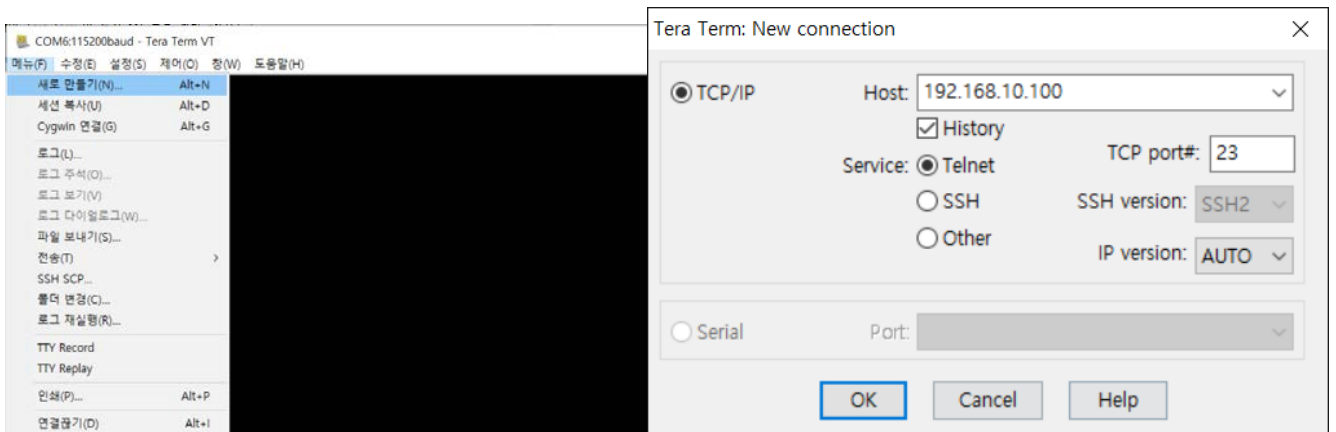 COM6:115200baud - Tera Term VT
메뉴(F) 수정(E) 설정(S) 제어(O) 창(W) 도움말(H)
새로 만들기(N)... Alt+N
세션 복사(U) Alt+D
Cygwin 연결(G) Alt+G
로그(L)...
로그 주석(O)...
로그 보기(V)
로그 다이얼로그(W)...
파일 보내기(S)...
전송(T) >
SSH SCP...
폴더 변경(C)...
로그 재실행(R)...
TTY Record
TTY Replay
인쇄(P)... Alt+P
연결끊기(D) Alt+I
Tera Term: New connection
TCP/IP Host: 192.168.10.100
History
Service: Telnet TCP port#: 23
SSH SSH version: SSH2
Other IP version: AUTO
Serial Port:
OK Cancel Help